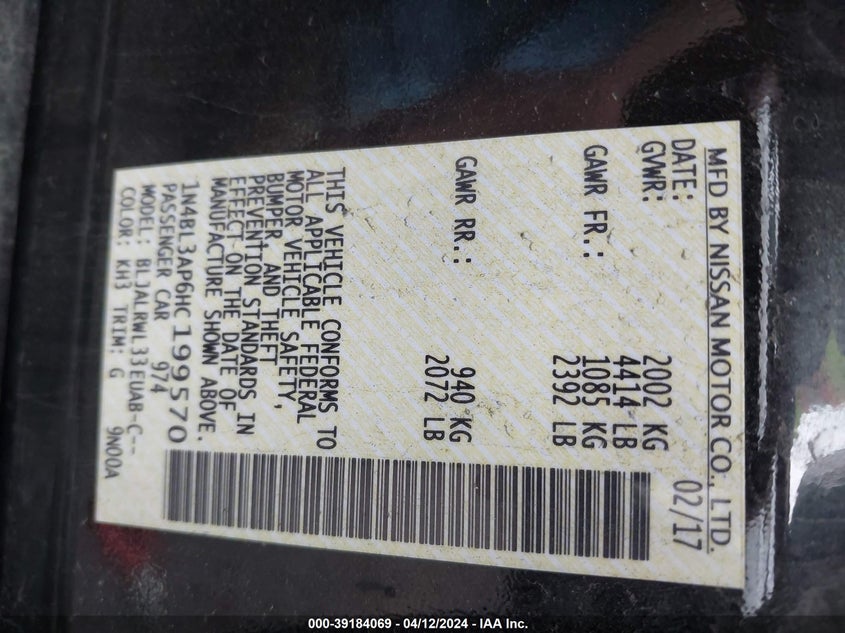 MFD BY NISSAN MOTOR CO., LTD.
DATE: 02/17
GVWR: 2002 KG
4414 LB
GAWR FR.: 1085 KG
2392 LB
GAWR RR.: 940 KG
2072 LB
THIS VEHICLE CONFORMS TO
ALL APPLICABLE FEDERAL
MOTOR VEHICLE SAFETY,
BUMPER, AND THEFT
PREVENTION STANDARDS IN
EFFECT ON THE DATE OF
MANUFACTURE SHOWN ABOVE.
1N4BL3AP6HC199570
PASSENGER CAR 974
MODEL: BLJALRWL33EUAB-C--
COLOR: KH3 TRIM: G 9N00A
000-39184069 - 04/12/2024 - IAA Inc.